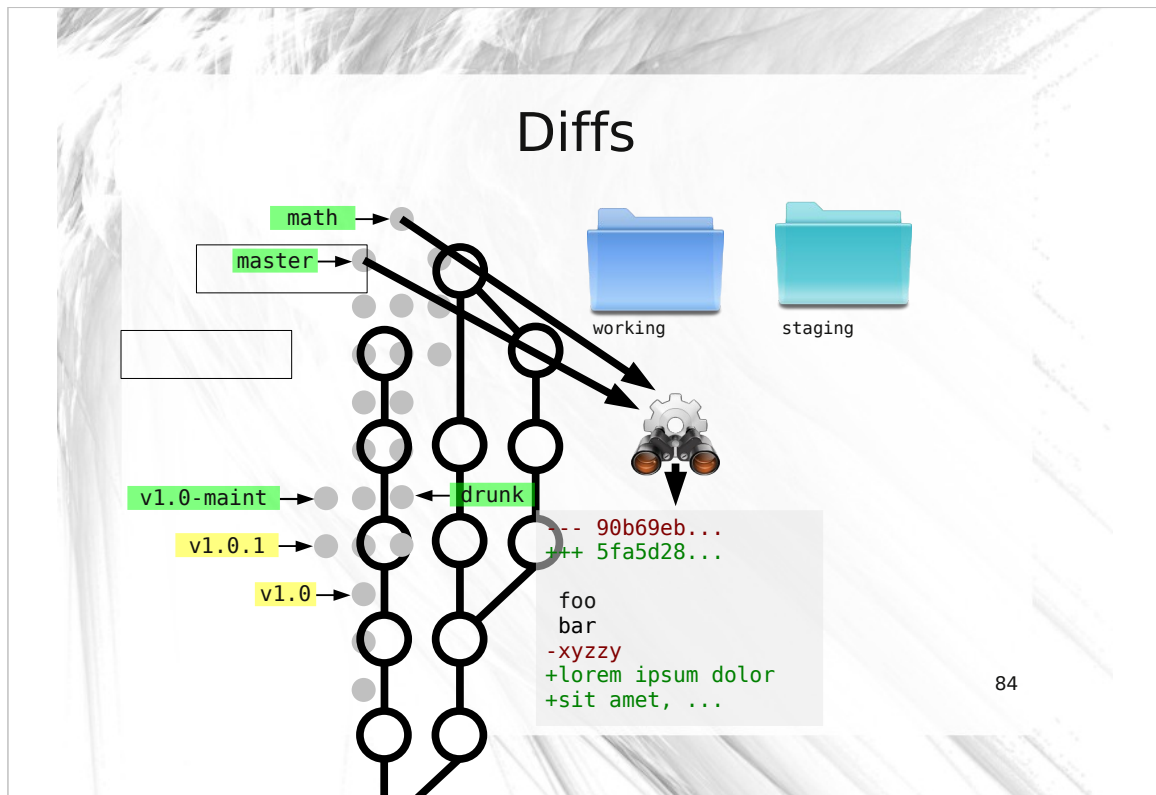 Diffs
math
master
working
staging
v1.0-maint
drunk
v1.0.1
v1.0
--- 90b69eb...
+++ 5fa5d28...
foo
bar
-xyzzy
+lorem ipsum dolor
+sit amet, ...
84